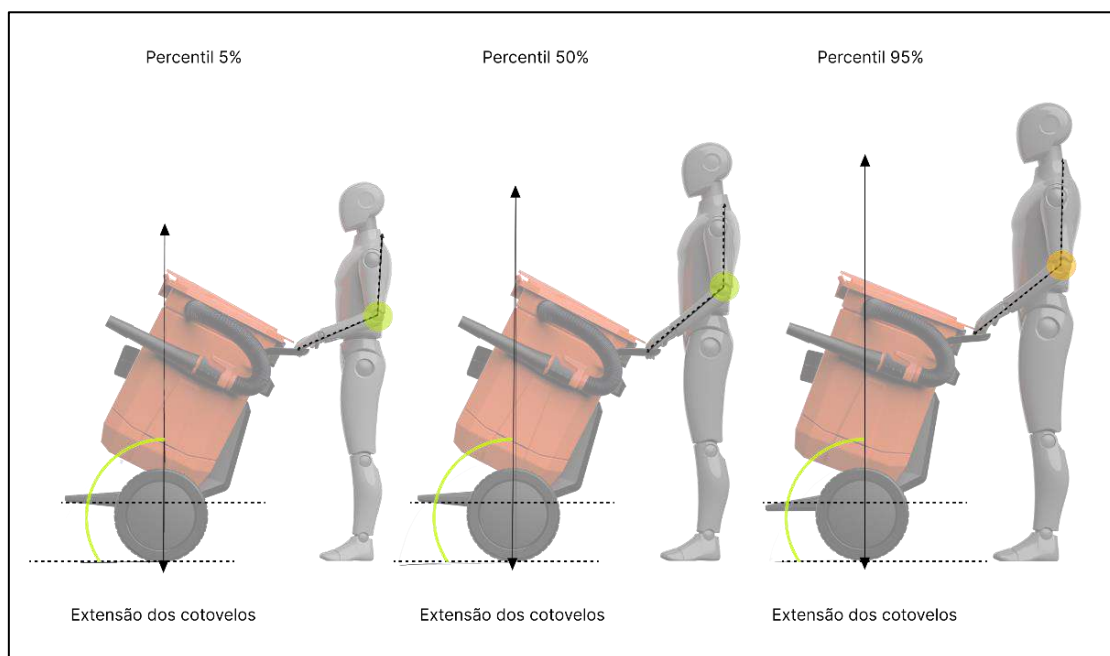 Percentil 5%
Percentil 50%
Percentil 95%
Extensão dos cotovelos
Extensão dos cotovelos
Extensão dos cotovelos